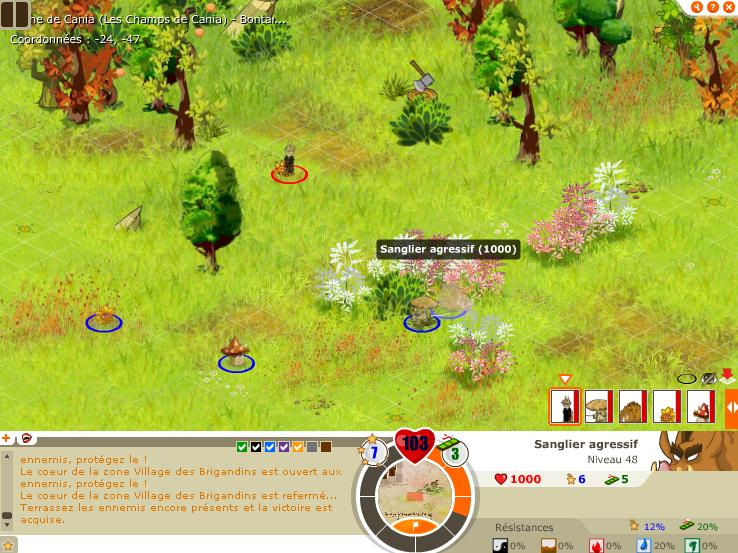 ne de Cania (Les Champs de Cania) - Bontar...
Coordonnées : -24, -47
Sanglier agressif (1000)
ennemis, protégez le !
Le coeur de la zone Village des Brigandins est ouvert aux
ennemis, protégez le !
Le coeur de la zone Village des Brigandins est refermé...
Terrassez les ennemis encore présents et la victoire est
acquise.
7
103
3
Sanglier agressif
Niveau 48
1000 6 5
Résistances 12% 20%
0% 0% 0% 20% 0%